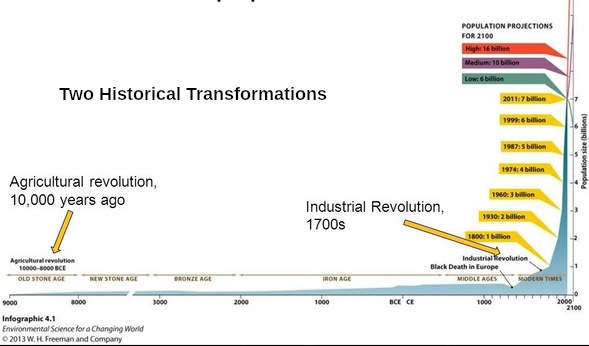 POPULATION PROJECTIONS
FOR 2100
High: 16 billion
Medium: 10 billion
Low: 6 billion
Two Historical Transformations
2011: 7 billion
1999: 6 billion
1987: 5 billion
1974: 4 billion
1960: 3 billion
1930: 2 billion
1800: 1 billion
7
6
5
4
3
2
1
0
Population size (billions)
Agricultural revolution,
10,000 years ago
Industrial Revolution,
1700s
Agricultural revolution
10000–8000 BCE
Industrial Revolution
Black Death in Europe
OLD STONE AGE
NEW STONE AGE
BRONZE AGE
IRON AGE
MIDDLE AGES
MODERN TIMES
9000
8000
3000
2000
1000
BCE CE
1000
2000
2100
Infographic 4.1
Environmental Science for a Changing World
© 2013 W. H. Freeman and Company